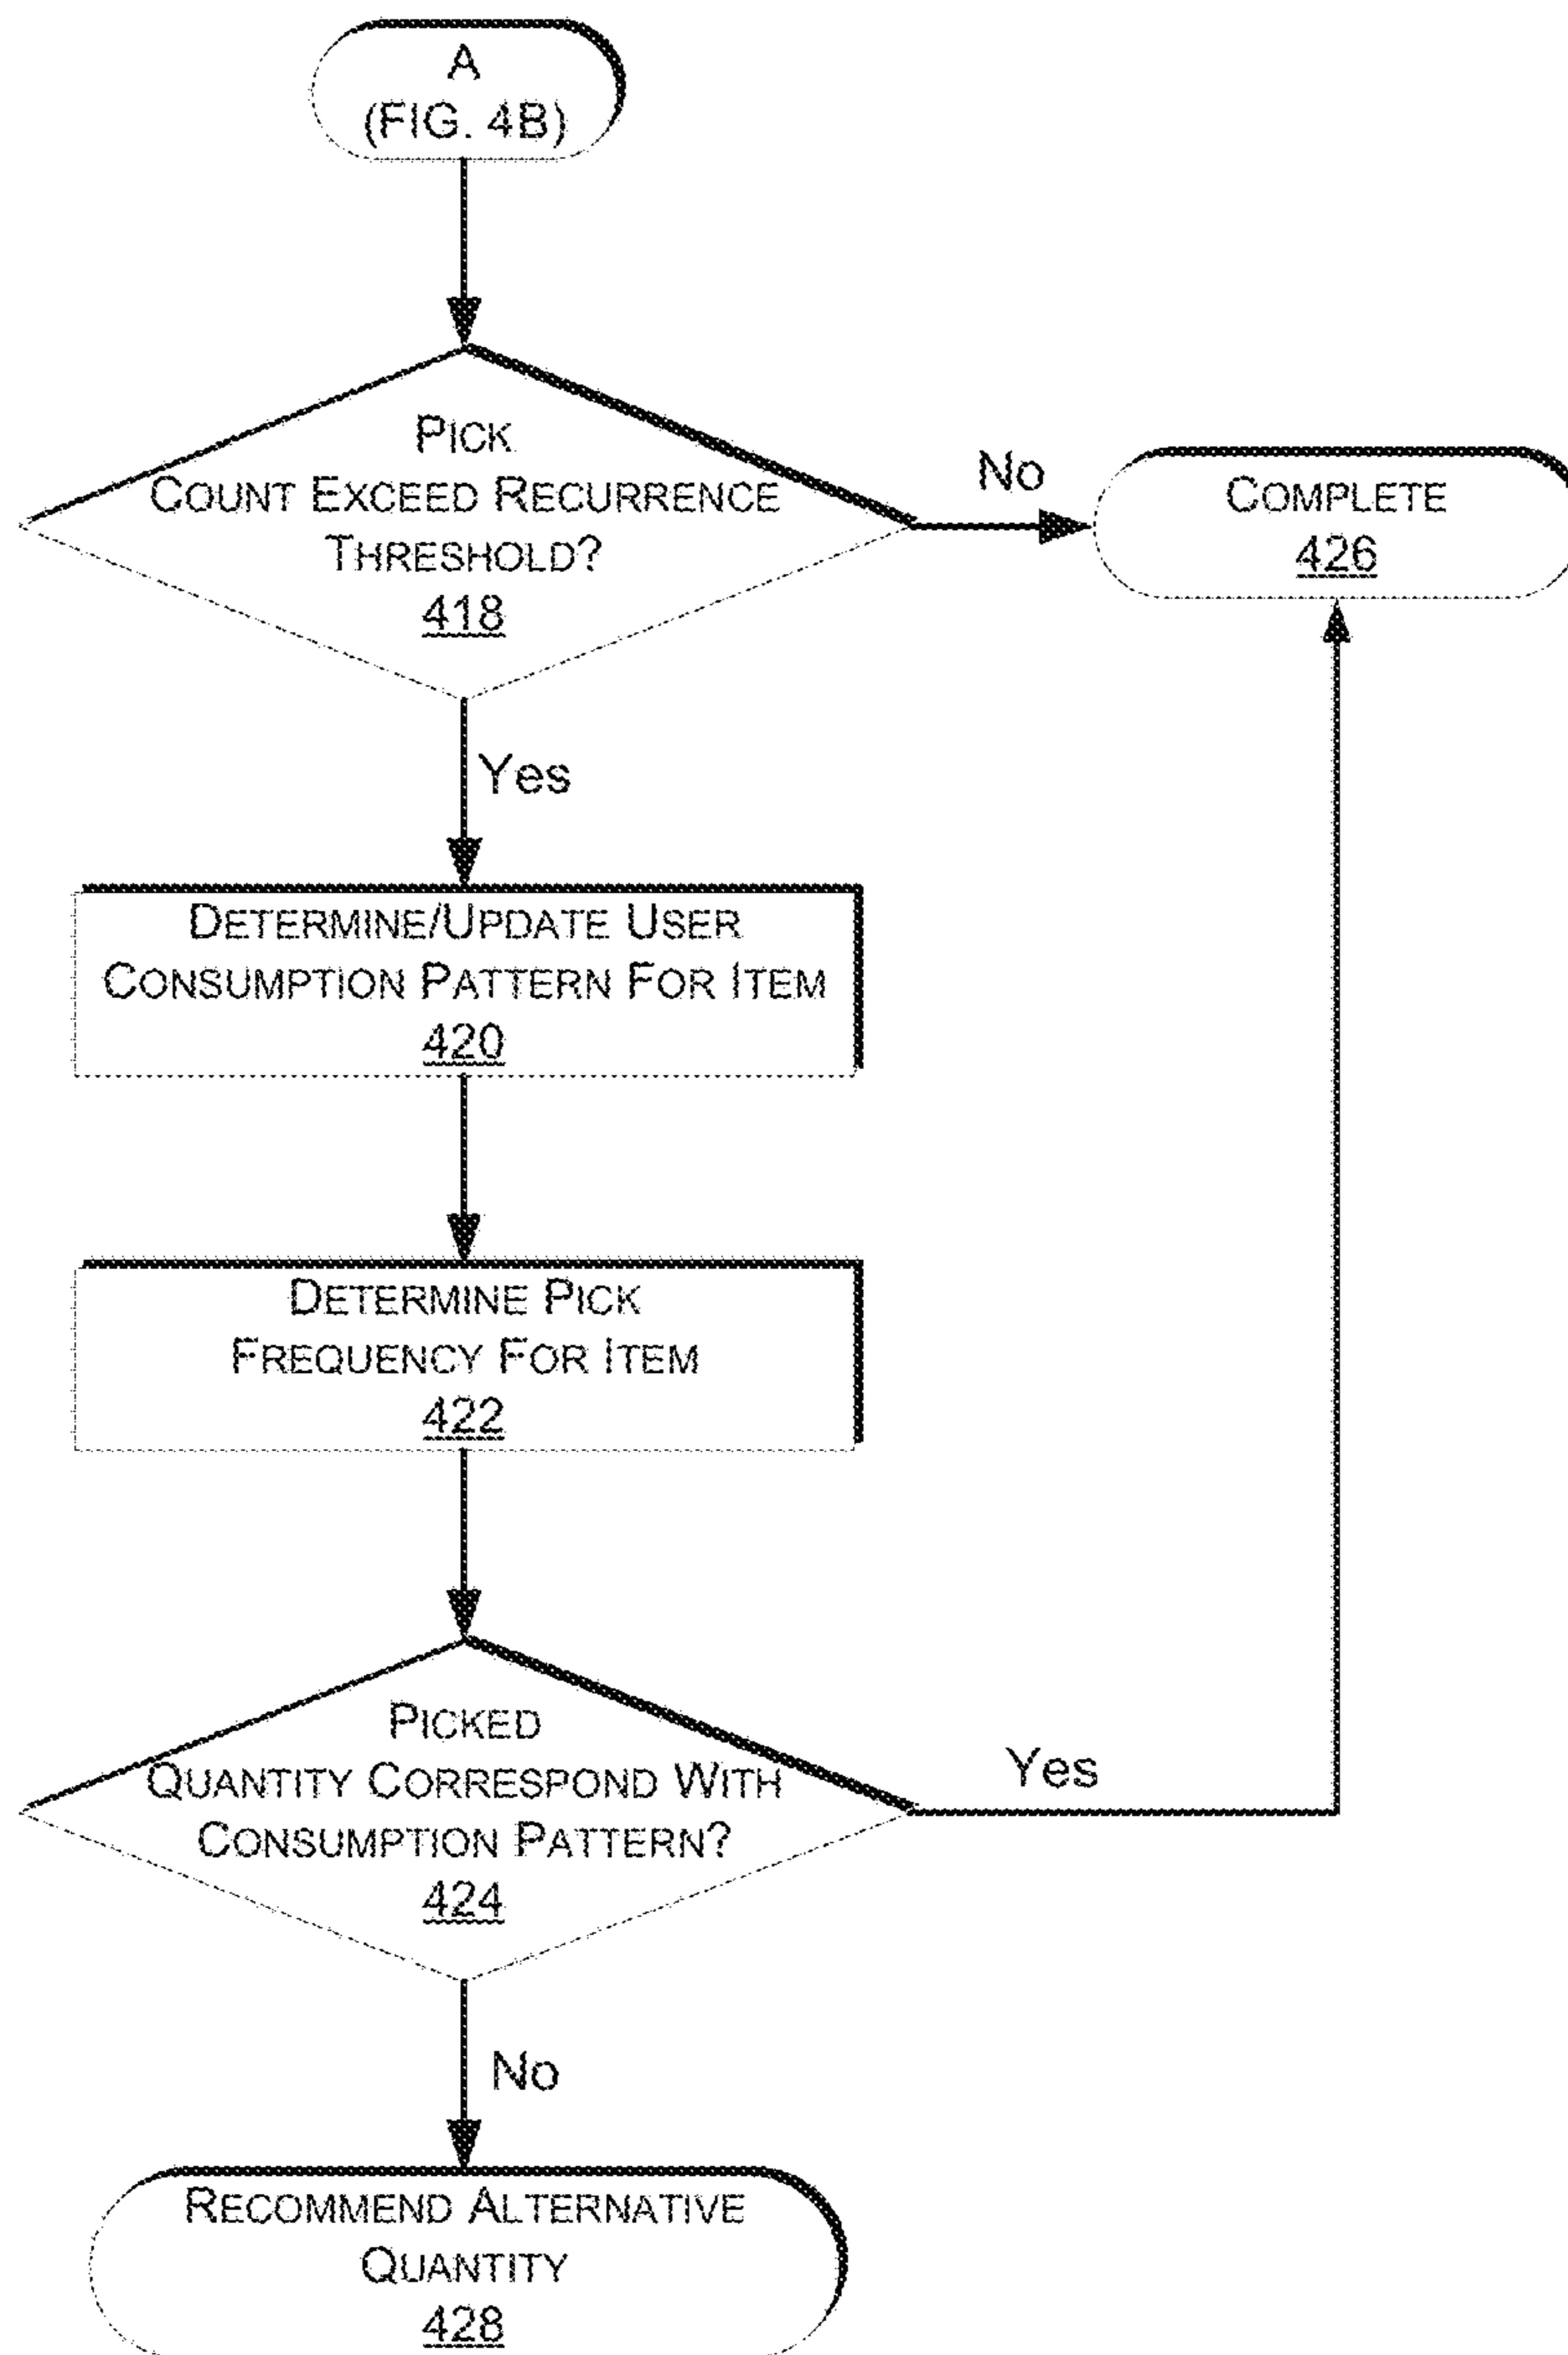 A
(FIG. 4B)
PICK
COUNT EXCEED RECURRENCE
THRESHOLD?
418
No
COMPLETE
426
Yes
DETERMINE/UPDATE USER
CONSUMPTION PATTERN FOR ITEM
420
DETERMINE PICK
FREQUENCY FOR ITEM
422
PICKED
QUANTITY CORRESPOND WITH
CONSUMPTION PATTERN?
424
Yes
No
RECOMMEND ALTERNATIVE
QUANTITY
428